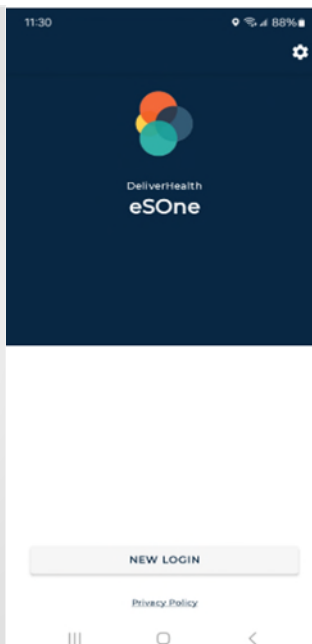 11:30 88%
DeliverHealth
eSOne
NEW LOGIN
Privacy Policy